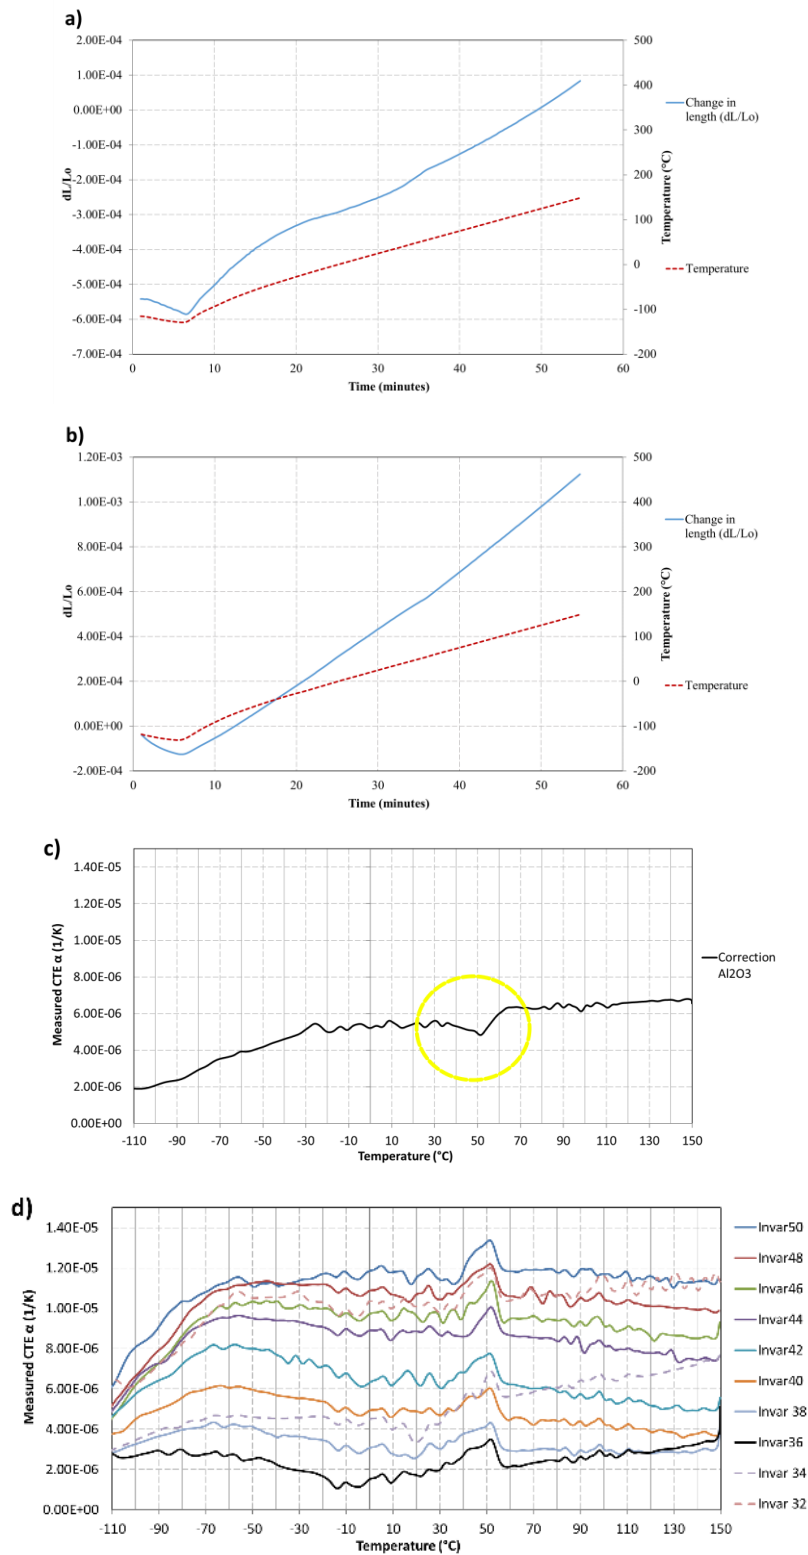 a)
2.00E-04
1.00E-04
0.00E+00
-1.00E-04
-2.00E-04
-3.00E-04
-4.00E-04
-5.00E-04
-6.00E-04
-7.00E-04
dL/Lo
500
400
300
200
100
0
-100
-200
Temperature (°C)
0 10 20 30 40 50 60
Time (minutes)
Change in
length (dL/Lo)
Temperature
b)
1.20E-03
1.00E-03
8.00E-04
6.00E-04
4.00E-04
2.00E-04
0.00E+00
-2.00E-04
dL/Lo
500
400
300
200
100
0
-100
-200
Temperature (°C)
0 10 20 30 40 50 60
Time (minutes)
Change in
length (dL/Lo)
Temperature
c)
1.40E-05
1.20E-05
1.00E-05
8.00E-06
6.00E-06
4.00E-06
2.00E-06
0.00E+00
Measured CTE α (1/K)
-110 -90 -70 -50 -30 -10 10 30 50 70 90 110 130 150
Temperature (°C)
Correction
Al2O3
d)
1.40E-05
1.20E-05
1.00E-05
8.00E-06
6.00E-06
4.00E-06
2.00E-06
0.00E+00
Measured CTE α (1/K)
-110 -90 -70 -50 -30 -10 10 30 50 70 90 110 130 150
Temperature (°C)
Invar50
Invar48
Invar46
Invar44
Invar42
Invar40
Invar 38
Invar36
Invar 34
Invar 32